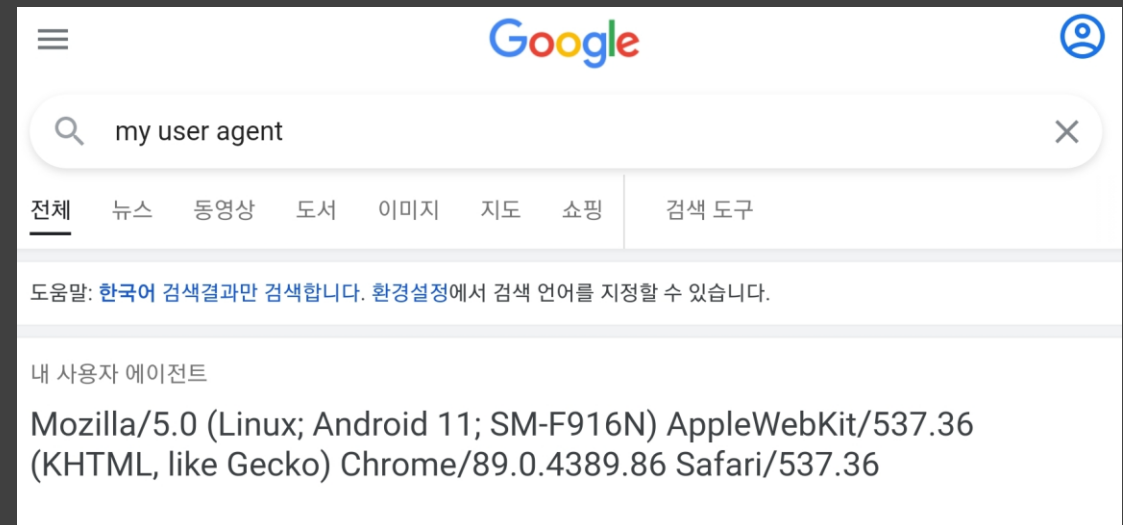 Google
my user agent
전체 뉴스 동영상 도서 이미지 지도 쇼핑 검색 도구
도움말: 한국어 검색결과만 검색합니다. 환경설정에서 검색 언어를 지정할 수 있습니다.
내 사용자 에이전트
Mozilla/5.0 (Linux; Android 11; SM-F916N) AppleWebKit/537.36
(KHTML, like Gecko) Chrome/89.0.4389.86 Safari/537.36